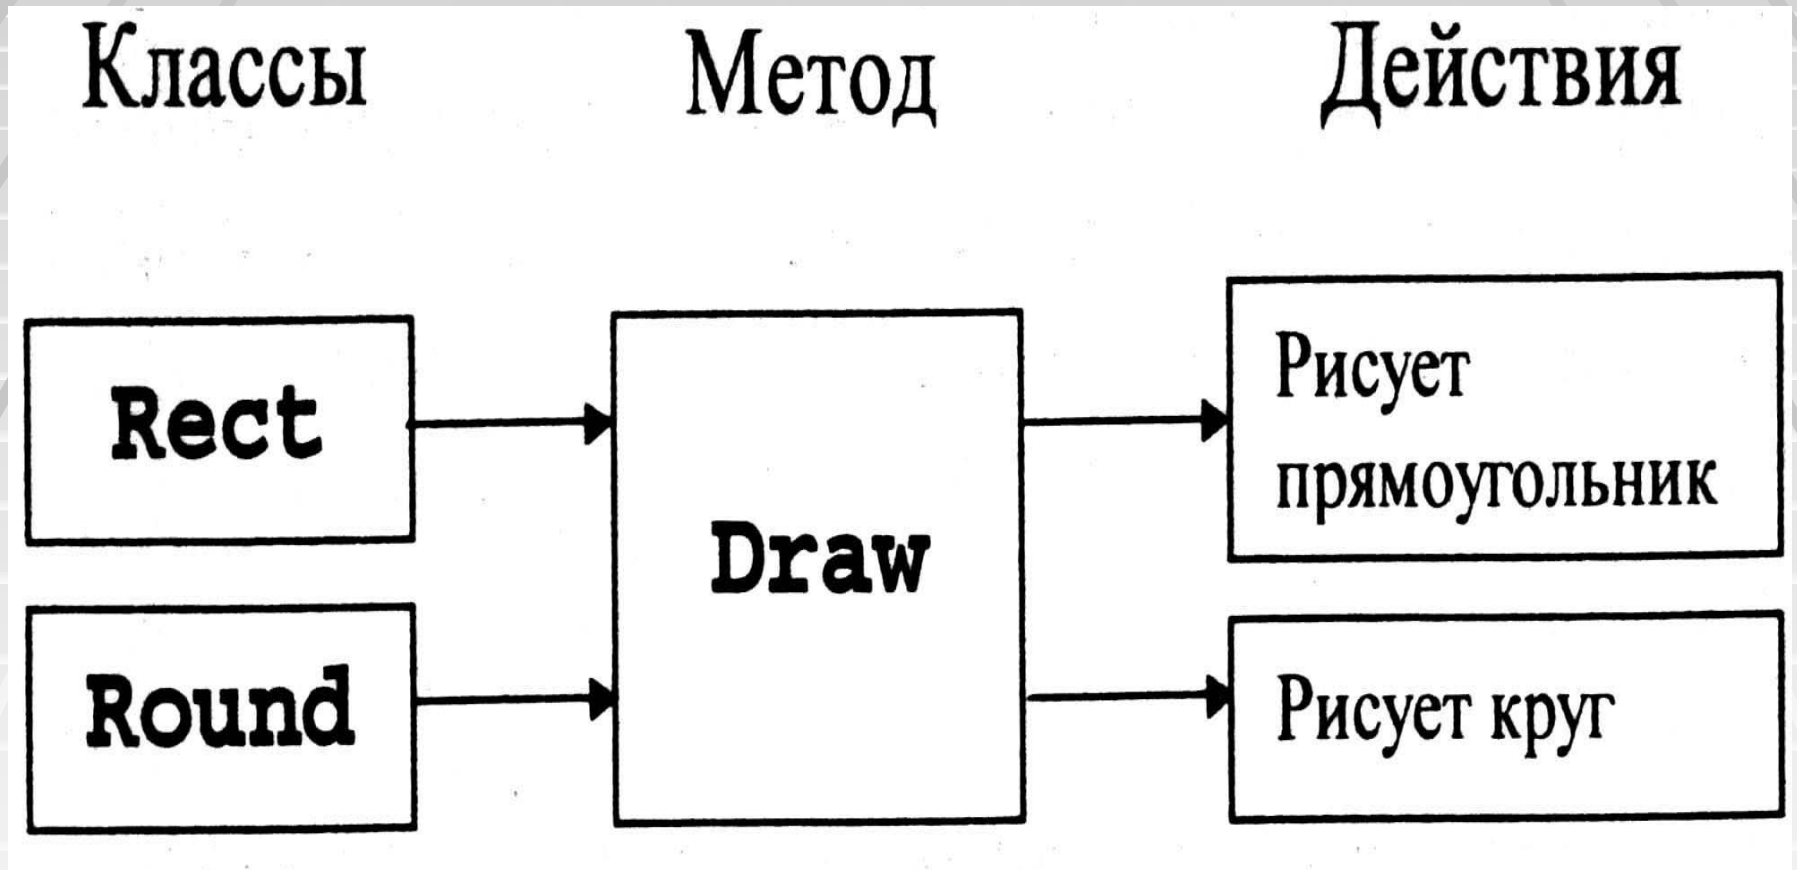 Классы
Метод
Действия
Rect
Draw
Рисует
прямоугольник
Round
Рисует круг